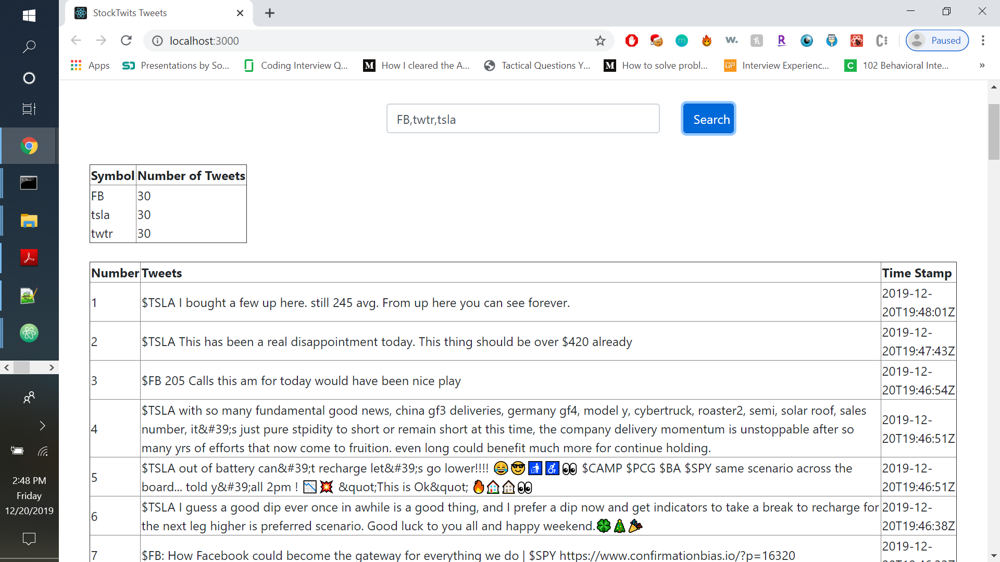 StockTwits Tweets
localhost:3000
Paused
Apps
Presentations by So...
Coding Interview Q...
How I cleared the A...
Tactical Questions Y...
How to solve probl...
Interview Experienc...
102 Behavioral Inte...
FB,twtr,tsla
Search
Symbol Number of Tweets
FB 30
tsla 30
twtr 30
Number Tweets Time Stamp
1 $TSLA I bought a few up here. still 245 avg. From up here you can see forever. 2019-12-
20T19:48:01Z
2 $TSLA This has been a real disappointment today. This thing should be over $420 already 2019-12-
20T19:47:43Z
3 $FB 205 Calls this am for today would have been nice play 2019-12-
20T19:46:54Z
4 $TSLA with so many fundamental good news, china gf3 deliveries, germany gf4, model y, cybertruck, roaster2, semi, solar roof, sales
number, it&#39;s just pure stpidity to short or remain short at this time, the company delivery momentum is unstoppable after so
many yrs of efforts that now come to fruition. even long could benefit much more for continue holding.
2019-12-
20T19:46:51Z
5 $TSLA out of battery can&#39;t recharge let&#39;s go lower!!!! 😂😎🚮♿👀 $CAMP $PCG $BA $SPY same scenario across the
board... told y&#39;all 2pm ! 📉💥 &quot;This is Ok&quot; 🔥🏠🏠👀
2019-12-
20T19:46:51Z
6 $TSLA I guess a good dip ever once in awhile is a good thing, and I prefer a dip now and get indicators to take a break to recharge for
the next leg higher is preferred scenario. Good luck to you all and happy weekend.🍀🎄🎉
2019-12-
20T19:46:38Z
7 $FB: How Facebook could become the gateway for everything we do | $SPY https://www.confirmationbias.io/?p=16320
2019-12-
2:48 PM
Friday
12/20/2019